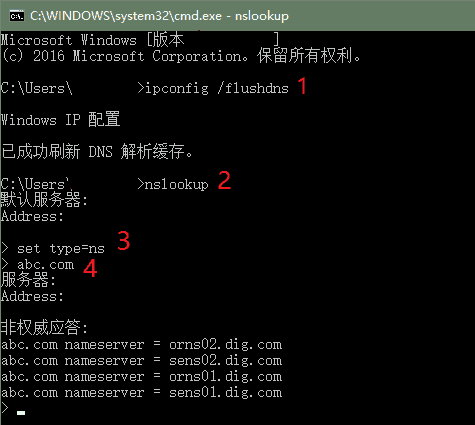 C:\WINDOWS\system32\cmd.exe - nslookup
Microsoft Windows [版本 ]
(c) 2016 Microsoft Corporation。保留所有权利。
C:\Users\ >ipconfig /flushdns 1
Windows IP 配置
已成功刷新 DNS 解析缓存。
C:\Users\ >nslookup 2
默认服务器:
Address:
> set type=ns 3
> abc.com 4
服务器:
Address:
非权威应答:
abc.com nameserver = orns02.dig.com
abc.com nameserver = sens02.dig.com
abc.com nameserver = orns01.dig.com
abc.com nameserver = sens01.dig.com
>